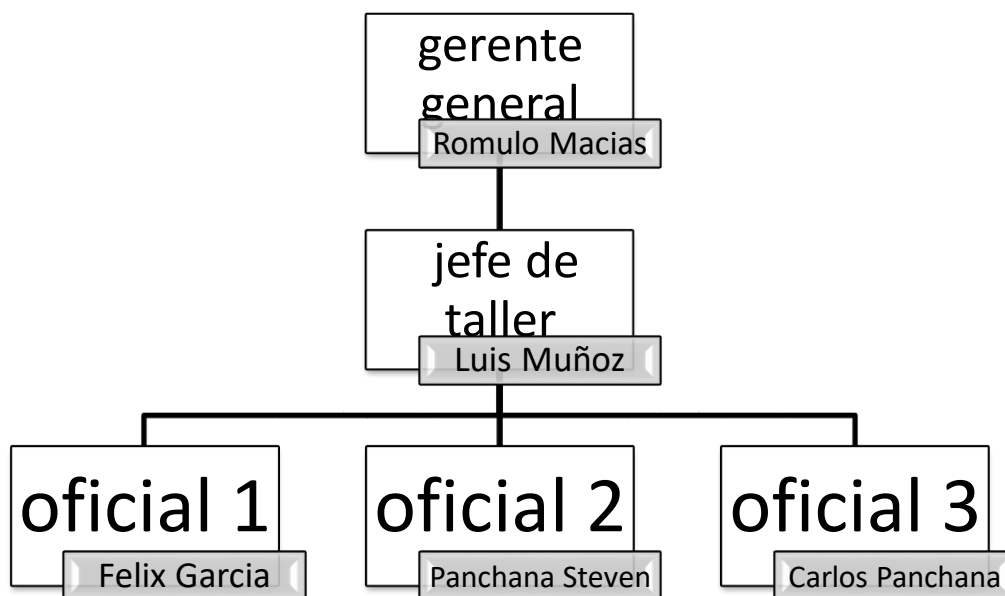 gerente
general
Romulo Macias
jefe de
taller
Luis Muñoz
oficial 1
Felix Garcia
oficial 2
Panchana Steven
oficial 3
Carlos Panchana